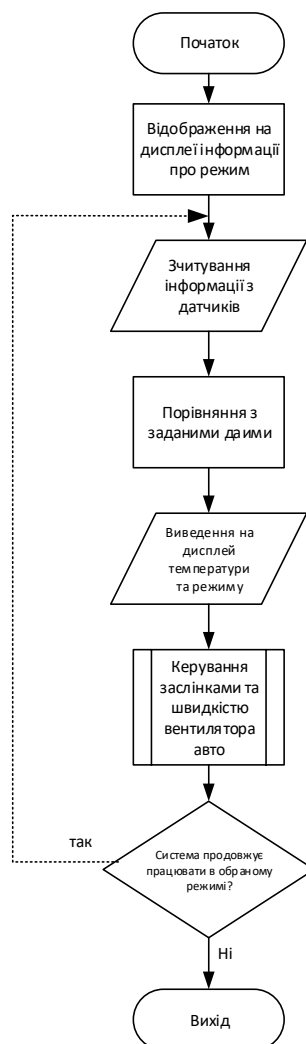 Початок
Відображення на
дисплеї інформації
про режим
Зчитування
інформації з
датчиків
Порівняння з
заданими даими
Виведення на
дисплей
температури
та режиму
Керування
заслінками та
швидкістю
вентилятора
авто
так
Система продовжує
працювати в обраному
режимі?
Ні
Вихід